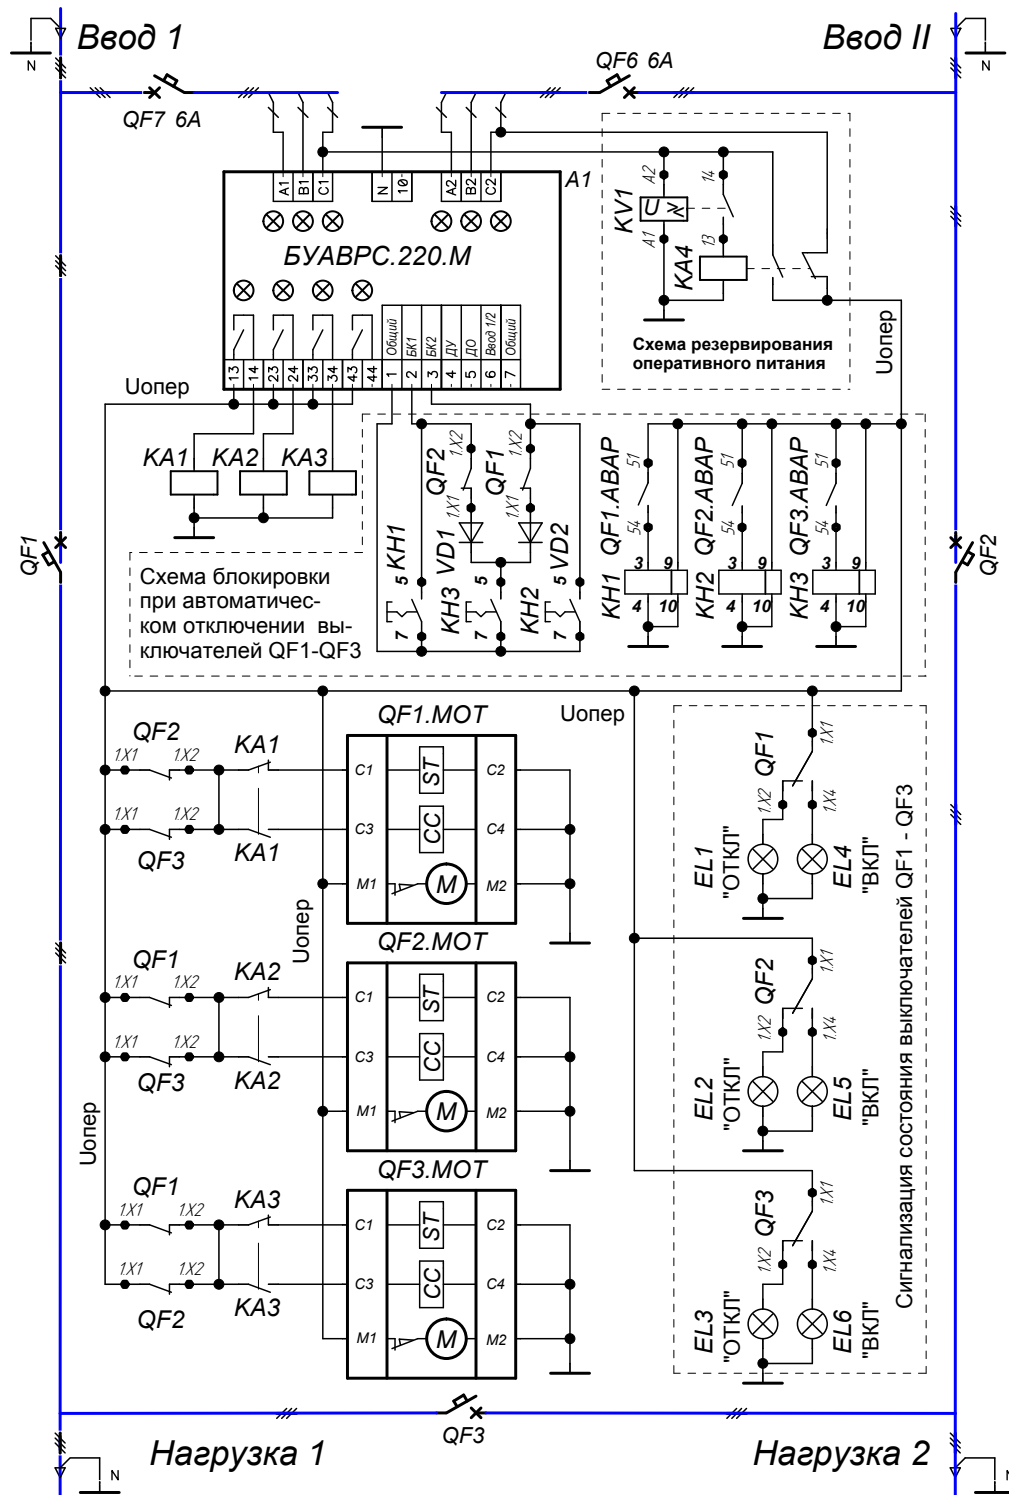 Ввод 1
Ввод II
N
N
QF6 6A
QF7 6A
A1
B1
C1
N
10
A2
B2
C2
A1
БУАВРС.220.М
KV1
A2
A1
U
14
13
KA4
Схема резервирования
оперативного питания
Uопер
Общий
БК1
БК2
ДУ
ДО
Ввод 1/2
Общий
13
14
23
24
33
34
43
44
1
2
3
4
5
6
7
Uопер
KA1
KA2
KA3
QF2
1X2
1X1
QF1
1X2
1X1
VD1
VD2
KH1
5
7
KH3
5
7
KH2
5
7
QF1.АВАР
51
54
QF2.АВАР
51
54
QF3.АВАР
51
54
KH1
3
9
4
10
KH2
3
9
4
10
KH3
3
9
4
10
QF1
QF2
Схема блокировки
при автоматичес-
ком отключении вы-
ключателей QF1-QF3
Uопер
QF1.МОТ
QF2
1X1
1X2
KA1
C1
ST
C2
1X1
1X2
QF3
KA1
C3
CC
C4
M1
M
M2
Uопер
QF2.МОТ
QF1
1X1
1X2
KA2
C1
ST
C2
1X1
1X2
QF3
KA2
C3
CC
C4
M1
M
M2
Uопер
QF3.МОТ
QF1
1X1
1X2
KA3
C1
ST
C2
1X1
1X2
QF2
KA3
C3
CC
C4
M1
M
M2
QF1
1X1
1X2
1X4
EL1
"ОТКЛ"
EL4
"ВКЛ"
QF2
1X1
1X2
1X4
EL2
"ОТКЛ"
EL5
"ВКЛ"
QF3
1X1
1X2
1X4
EL3
"ОТКЛ"
EL6
"ВКЛ"
Сигнализация состояния выключателей QF1 - QF3
QF3
Нагрузка 1
Нагрузка 2
N
N